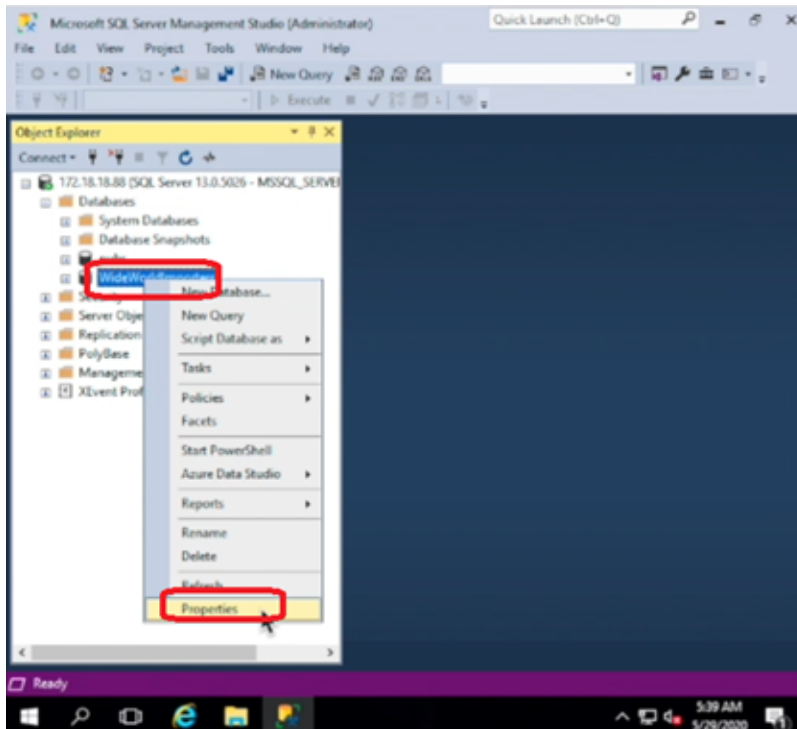 Microsoft SQL Server Management Studio (Administrator)
Quick Launch (Ctrl+Q)
File Edit View Project Tools Window Help
New Query
Execute
Object Explorer
Connect
172.18.18.88 (SQL Server 13.0.5026 - MSSQL_SERVER
Databases
System Databases
Database Snapshots
WideWorldImporters
New Database...
Server Obje
New Query
Replication
Script Database as
PolyBase
Manageme
Tasks
XEvent Prof
Policies
Facets
Start PowerShell
Azure Data Studio
Reports
Rename
Delete
Refresh
Properties
Ready
5:39 AM
5/29/2020